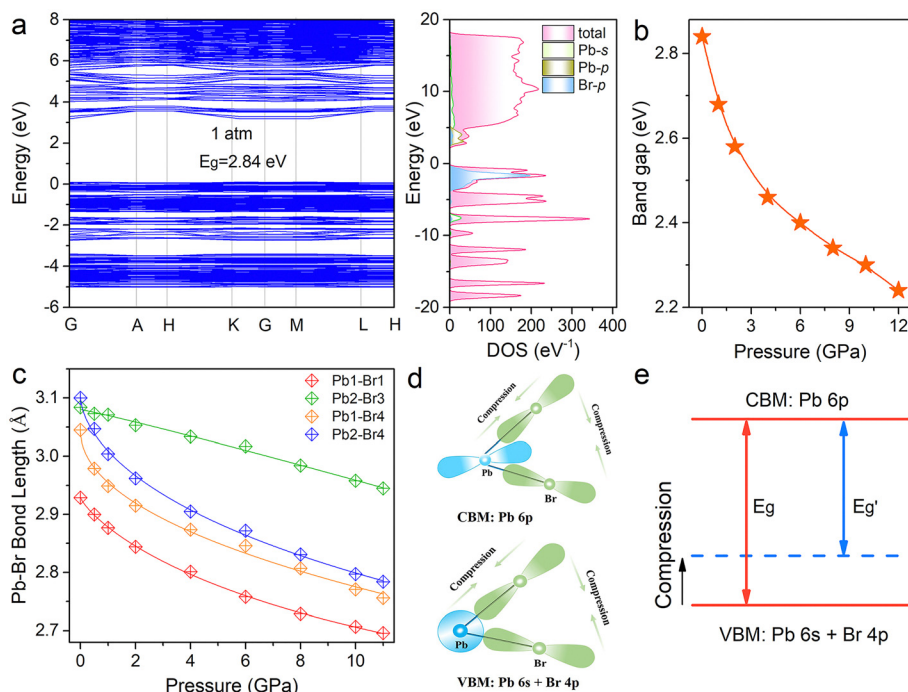 a
8
6
4
2
0
-2
-4
-6
Energy (eV)
1 atm
Eg=2.84 eV
G A H K G M L H
20
10
0
-10
-20
Energy (eV)
total
Pb-s
Pb-p
Br-p
0 100 200 300 400
DOS (eV-1)
b
2.8
2.6
2.4
2.2
Band gap (eV)
0 3 6 9 12
Pressure (GPa)
c
3.1
3.0
2.9
2.8
2.7
Pb-Br Bond Length (Å)
Pb1-Br1
Pb2-Br3
Pb1-Br4
Pb2-Br4
0 2 4 6 8 10
Pressure (GPa)
d
Compression
Compression
Pb
Br
CBM: Pb 6p
Compression
Compression
Pb
Br
VBM: Pb 6s + Br 4p
e
CBM: Pb 6p
Eg
Eg'
Compression
VBM: Pb 6s + Br 4p